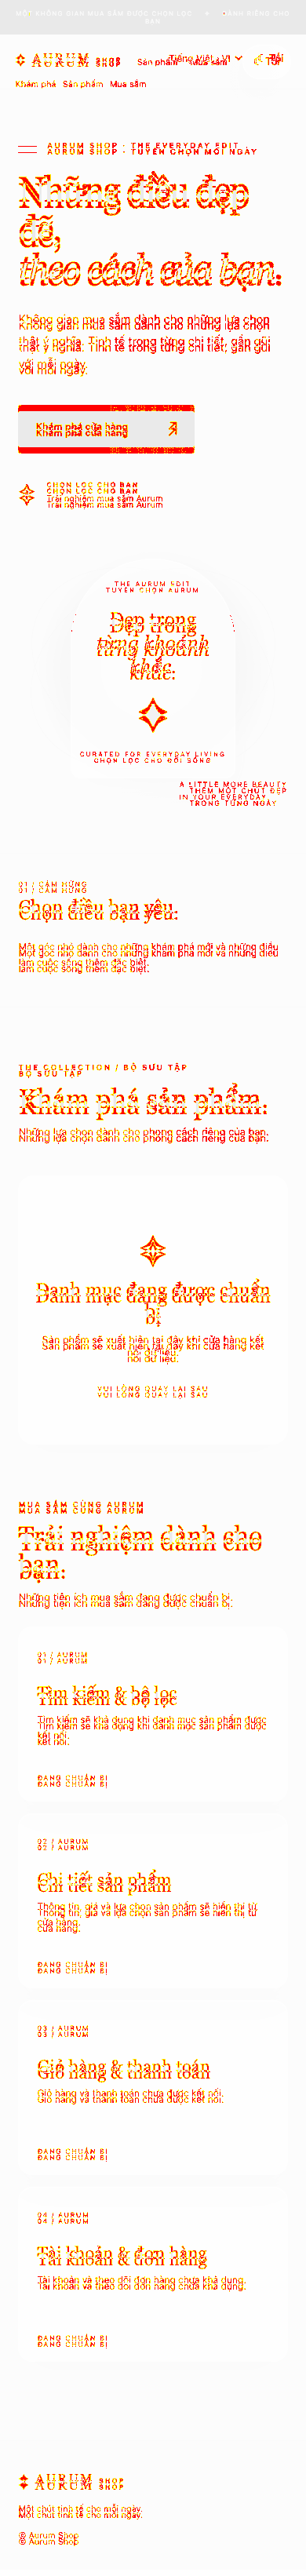 AURUM SHOP
Sản phẩm Mua sắm
Tiếng Việt · VI
Khám phá Sản phẩm Mua sắm
AURUM SHOP · THE EVERYDAY EDIT
AURUM SHOP · TUYỂN CHỌN MỖI NGÀY
Những điều đẹp
đẽ,
theo cách của bạn.
Không gian mua sắm dành cho những lựa chọn
thật ý nghĩa. Tinh tế trong từng chi tiết, gần gũi
với mỗi ngày.
Khám phá cửa hàng
CHỌN LỌC CHO BẠN
Trải nghiệm mua sắm Aurum
THE AURUM EDIT
TUYỂN CHỌN AURUM
Đẹp trong
từng khoảnh
khắc.
CURATED FOR EVERYDAY LIVING
CHỌN LỌC CHO ĐỜI SỐNG
A LITTLE MORE BEAUTY
THÊM MỘT CHÚT ĐẸP
IN YOUR EVERYDAY
TRONG TỪNG NGÀY
01 / CẢM HỨNG
Chọn điều bạn yêu.
Một góc nhỏ dành cho những khám phá mới và những điều
làm cuộc sống thêm đặc biệt.
THE COLLECTION / BỘ SƯU TẬP
BỘ SƯU TẬP
Khám phá sản phẩm.
Những lựa chọn dành cho phong cách riêng của bạn.
Danh mục đang được chuẩn
bị
Sản phẩm sẽ xuất hiện tại đây khi cửa hàng kết
nối dữ liệu.
VUI LÒNG QUAY LẠI SAU
MUA SẮM CÙNG AURUM
Trải nghiệm dành cho
bạn.
Những tiện ích mua sắm đang được chuẩn bị.
01 / AURUM
Tìm kiếm & bộ lọc
Tìm kiếm sẽ khả dụng khi danh mục sản phẩm được
kết nối.
ĐANG CHUẨN BỊ
02 / AURUM
Chi tiết sản phẩm
Thông tin, giá và lựa chọn sản phẩm sẽ hiển thị từ
cửa hàng.
ĐANG CHUẨN BỊ
03 / AURUM
Giỏ hàng & thanh toán
Giỏ hàng và thanh toán chưa được kết nối.
ĐANG CHUẨN BỊ
04 / AURUM
Tài khoản & đơn hàng
Tài khoản và theo dõi đơn hàng chưa khả dụng.
ĐANG CHUẨN BỊ
AURUM SHOP
Một chút tinh tế cho mỗi ngày.
© Aurum Shop